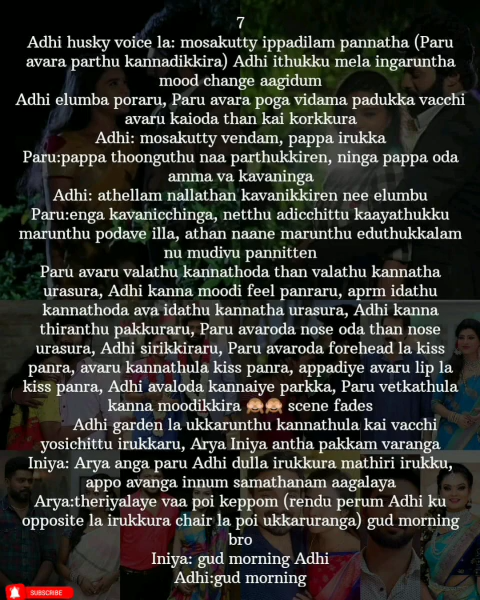 7
Adhi husky voice la: mosakutty ippadilam pannatha (Paru
avara parthu kannadikkira) Adhi ithukku mela ingaruntha
mood change aagidum
Adhi elumba poraru, Paru avara poga vidama padukka vacchi
avaru kaioda than kai korkkura
Adhi: mosakutty vendam, pappa irukka
Paru:pappa thoonguthu naa parthukkiren, ninga pappa oda
amma va kavaninga
Adhi: athellam nallathan kavanikkiren nee elumbu
Paru:enga kavanicchinga, netthu adicchittu kaayathukku
marunthu podave illa, athan naane marunthu eduthukkalam
nu mudivu pannitten
Paru avaru valathu kannathoda than valathu kannatha
urasura, Adhi kanna moodi feel panraru, aprm idathu
kannathoda ava idathu kannatha urasura, Adhi kanna
thiranthu pakkuraru, Paru avaroda nose oda than nose
urasura, Adhi sirikkiraru, Paru avaroda forehead la kiss
panra, avaru kannathula kiss panra, appadiye avaru lip la
kiss panra, Adhi avaloda kannaiye parkka, Paru vetkathula
kanna moodikkira 🙈🙈 scene fades
Adhi garden la ukkarunthu kannathula kai vacchi
yosichittu irukkaru, Arya Iniya antha pakkam varanga
Iniya: Arya anga paru Adhi dulla irukkura mathiri irukku,
appo avanga innum samathanam aagalaya
Arya:theriyalaye vaa poi keppom (rendu perum Adhi ku
opposite la irukkura chair la poi ukkaruranga) gud morning
bro
Iniya: gud morning Adhi
Adhi:gud morning
SUBSCRIBE